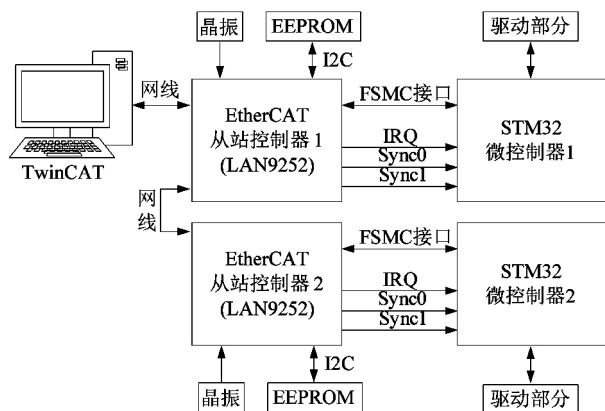 晶振
EEPROM
驱动部分
I2C
网线
FSMC接口
EtherCAT
从站控制器1
(LAN9252)
IRQ
Sync0
Sync1
STM32
微控制器1
TwinCAT
网线
FSMC接口
EtherCAT
从站控制器2
(LAN9252)
IRQ
Sync0
Sync1
STM32
微控制器2
I2C
晶振
EEPROM
驱动部分